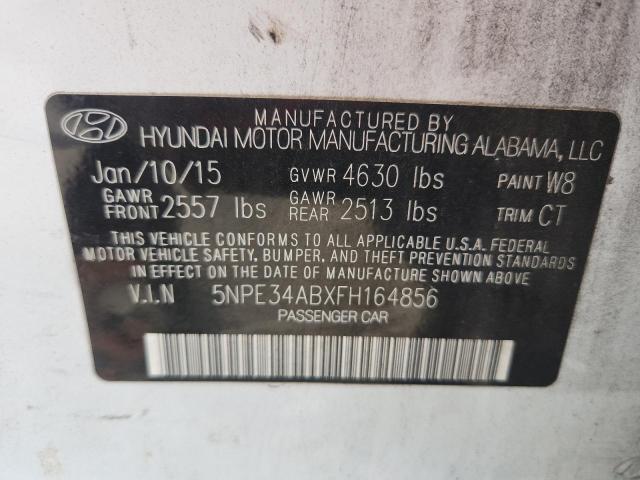 MANUFACTURED BY
HYUNDAI MOTOR MANUFACTURING ALABAMA, LLC
Jan/10/15 GVWR 4630 lbs PAINT W8
GAWR FRONT 2557 lbs GAWR REAR 2513 lbs TRIM CT
THIS VEHICLE CONFORMS TO ALL APPLICABLE U.S.A. FEDERAL
MOTOR VEHICLE SAFETY, BUMPER, AND THEFT PREVENTION STANDARDS
IN EFFECT ON THE DATE OF MANUFACTURE SHOWN ABOVE.
V.I.N 5NPE34ABXFH164856
PASSENGER CAR